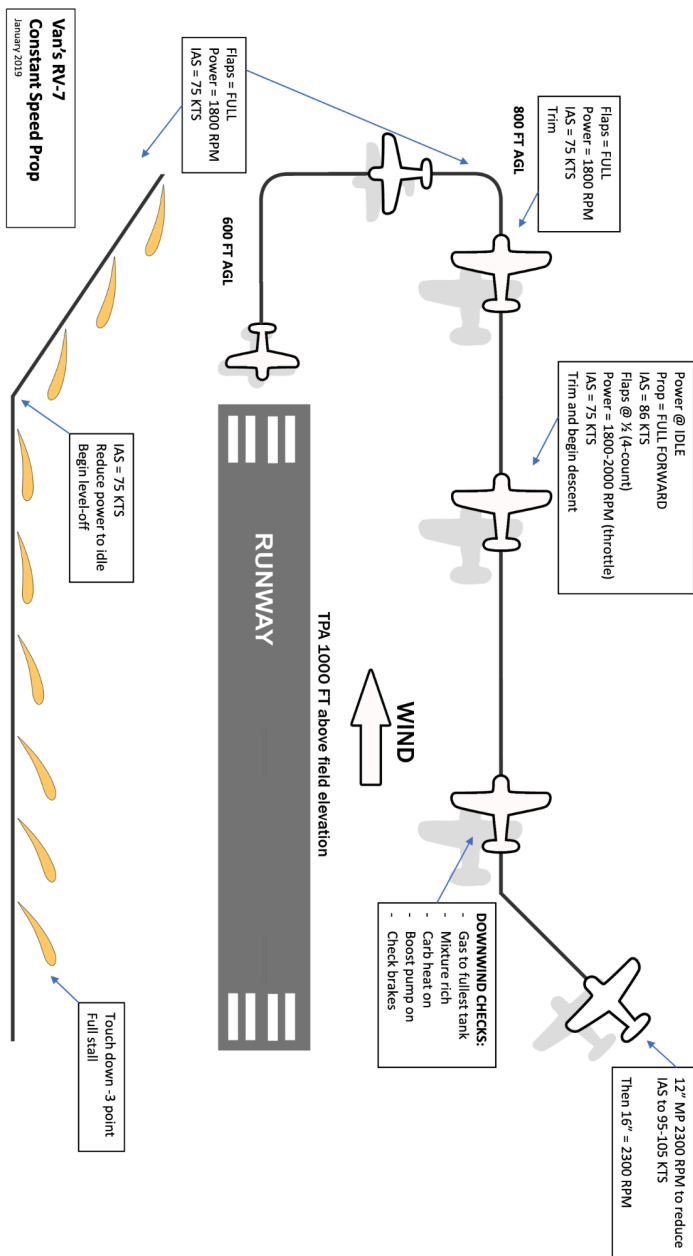 Van's RV-7
Constant Speed Prop
January 2019
Flaps = FULL
Power = 1800 RPM
IAS = 75 KTS
800 FT AGL
Flaps = FULL
Power = 1800 RPM
IAS = 75 KTS
Trim
600 FT AGL
Power @ IDLE
Prop = FULL FORWARD
IAS = 86 KTS
Flaps @ ½ (4-count)
Power = 1800-2000 RPM (throttle)
IAS = 75 KTS
Trim and begin descent
IAS = 75 KTS
Reduce power to idle
Begin level-off
RUNWAY
TPA 1000 FT above field elevation
WIND
DOWNWIND CHECKS:
- Gas to fullest tank
- Mixture rich
- Carb heat on
- Boost pump on
- Check brakes
12” MP 2300 RPM to reduce
IAS to 95-105 KTS
Then 16” = 2300 RPM
Touch down -3 point
Full stall